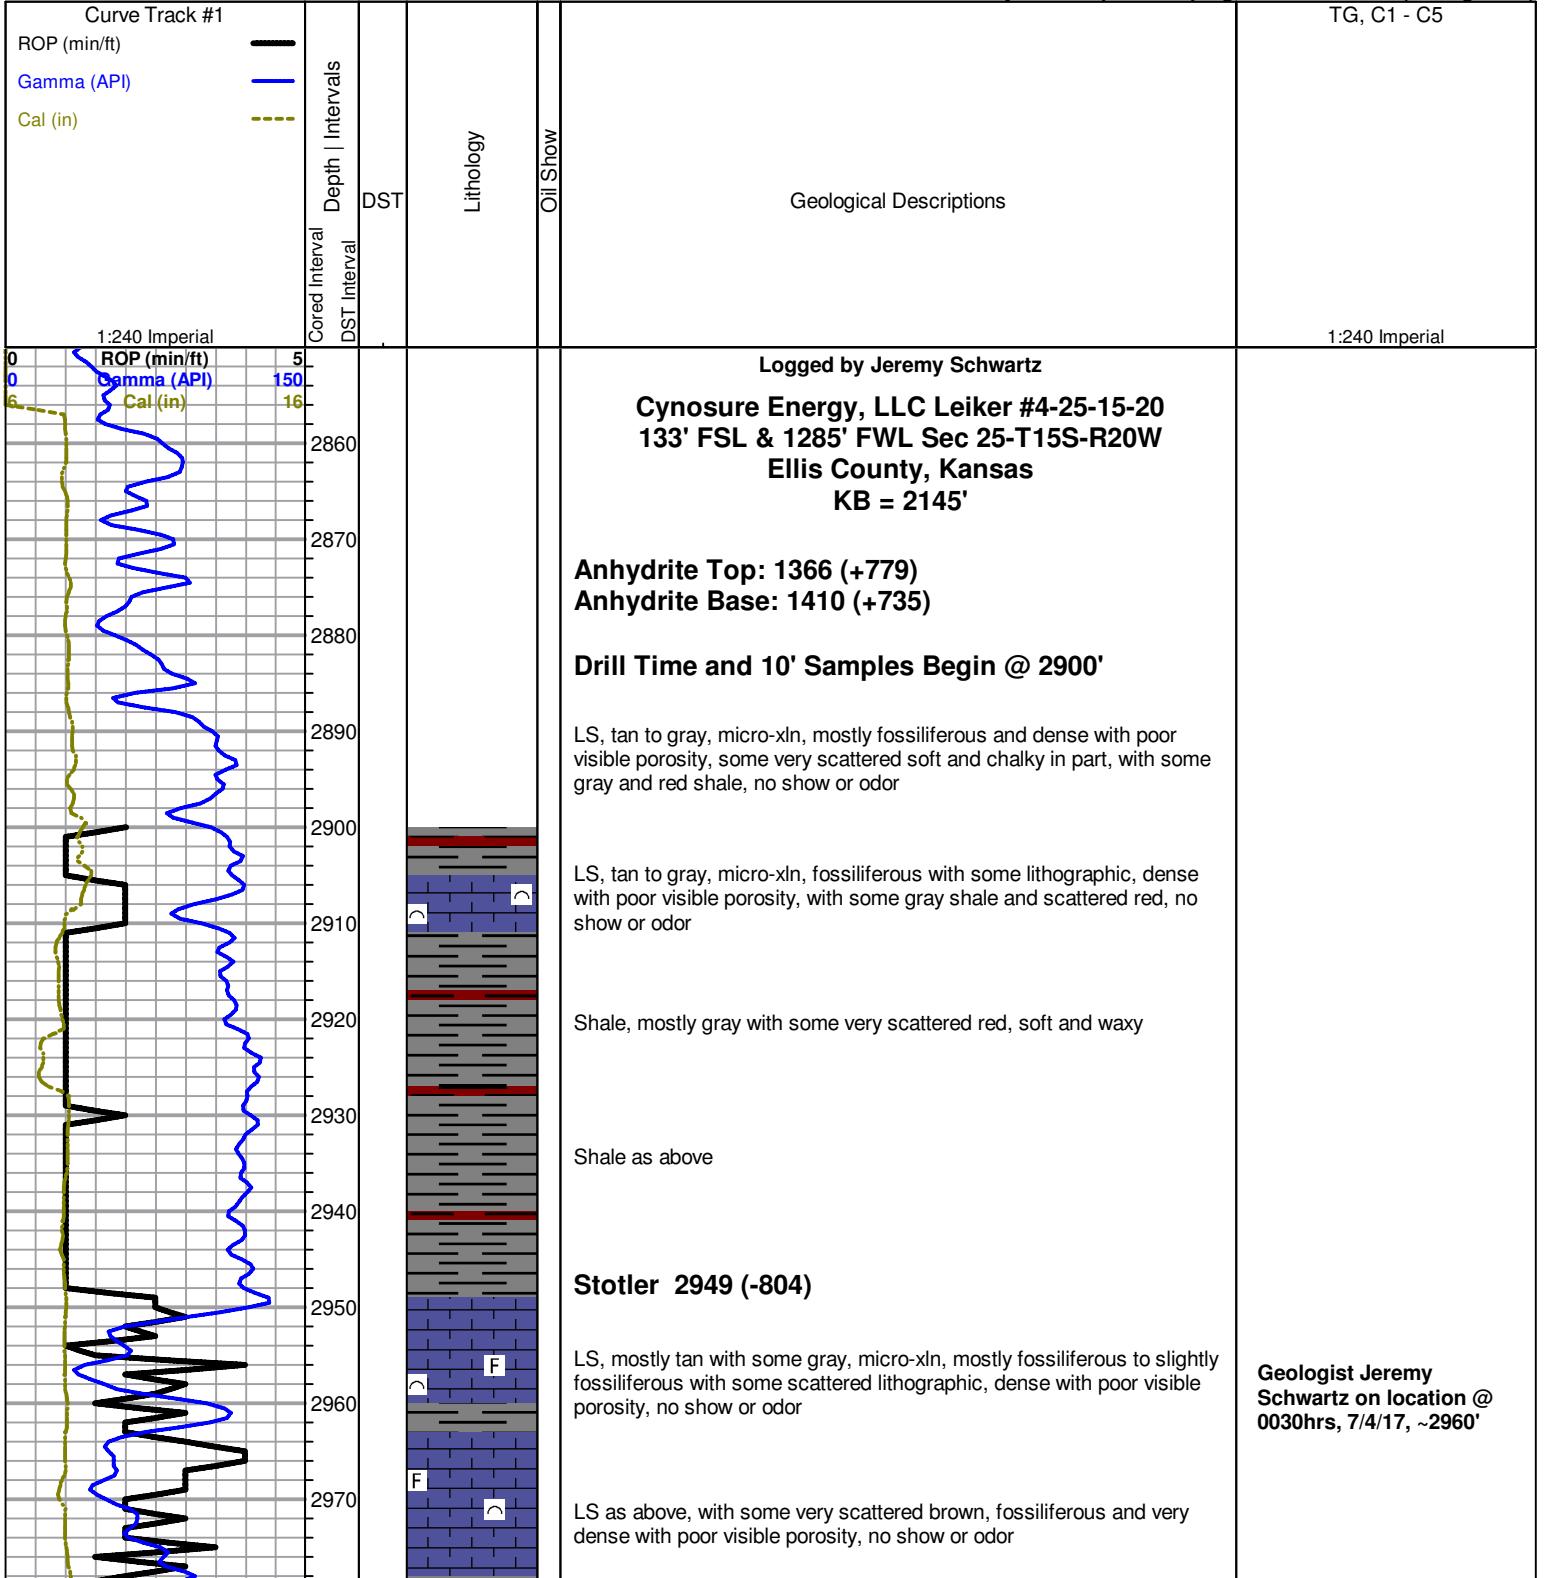 Curve Track #1
ROP (min/ft)
Gamma (API)
Cal (in)
1:240 Imperial
Depth | Intervals
Cored Interval
DST Interval
DST
Lithology
Oil Show
Geological Descriptions
TG, C1 - C5
1:240 Imperial
0 ROP (min/ft) 5
0 Gamma (API) 150
6 Cal (in) 16
2860
2870
2880
2890
2900
2910
2920
2930
2940
2950
2960
2970
Logged by Jeremy Schwartz
Cynosure Energy, LLC Leiker #4-25-15-20
133' FSL & 1285' FWL Sec 25-T15S-R20W
Ellis County, Kansas
KB = 2145'
Anhydrite Top: 1366 (+779)
Anhydrite Base: 1410 (+735)
Drill Time and 10' Samples Begin @ 2900'
LS, tan to gray, micro-xln, mostly fossiliferous and dense with poor
visible porosity, some very scattered soft and chalky in part, with some
gray and red shale, no show or odor
LS, tan to gray, micro-xln, fossiliferous with some lithographic, dense
with poor visible porosity, with some gray shale and scattered red, no
show or odor
Shale, mostly gray with some very scattered red, soft and waxy
Shale as above
Stotler 2949 (-804)
F
LS, mostly tan with some gray, micro-xln, mostly fossiliferous to slightly
fossiliferous with some scattered lithographic, dense with poor visible
porosity, no show or odor
Geologist Jeremy
Schwartz on location @
0030hrs, 7/4/17, ~2960'
F
LS as above, with some very scattered brown, fossiliferous and very
dense with poor visible porosity, no show or odor